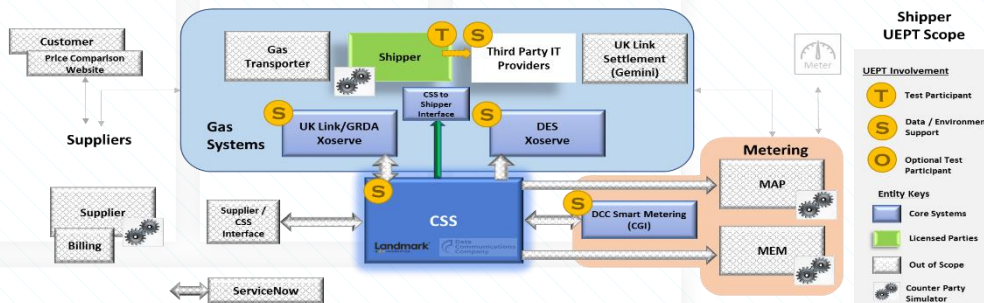 Shipper
UEPT Scope
Customer
Price Comparison
Website
Suppliers
Supplier
Billing
Gas
Transporter
Shipper
T
S
Third Party IT
Providers
UK Link
Settlement
(Gemini)
Meter
CSS to
Shipper
Interface
Gas
Systems
S
UK Link/GRDA
Xoserve
S
DES
Xoserve
Metering
MAP
MEM
S
CSS
Landmark
Data
Communications
Company
Supplier /
CSS
Interface
S
DCC Smart Metering
(CGI)
ServiceNow
UEPT Involvement
T
Test Participant
S
Data / Environment
Support
O
Optional Test
Participant
Entity Keys
Core Systems
Licensed Parties
Out of Scope
Counter Party
Simulator